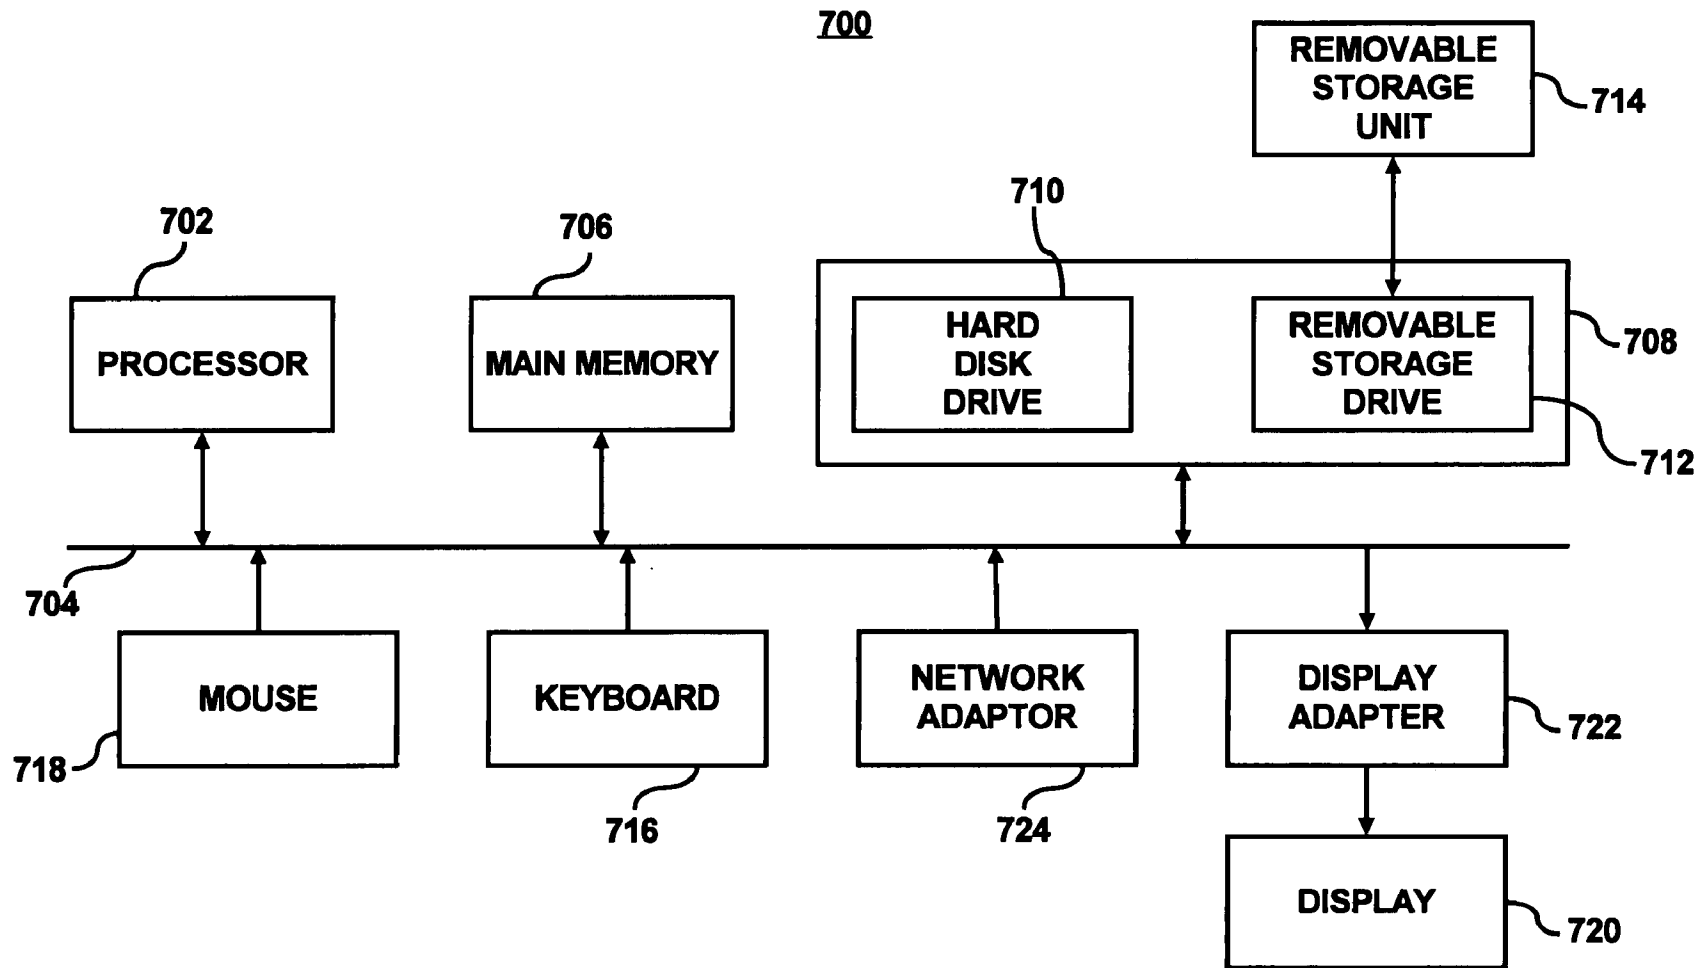 700
REMOVABLE
STORAGE
UNIT
714
710
702
706
HARD
DISK
DRIVE
REMOVABLE
STORAGE
DRIVE
708
PROCESSOR
MAIN MEMORY
712
704
MOUSE
KEYBOARD
NETWORK
ADAPTOR
DISPLAY
ADAPTER
722
718
716
724
DISPLAY
720